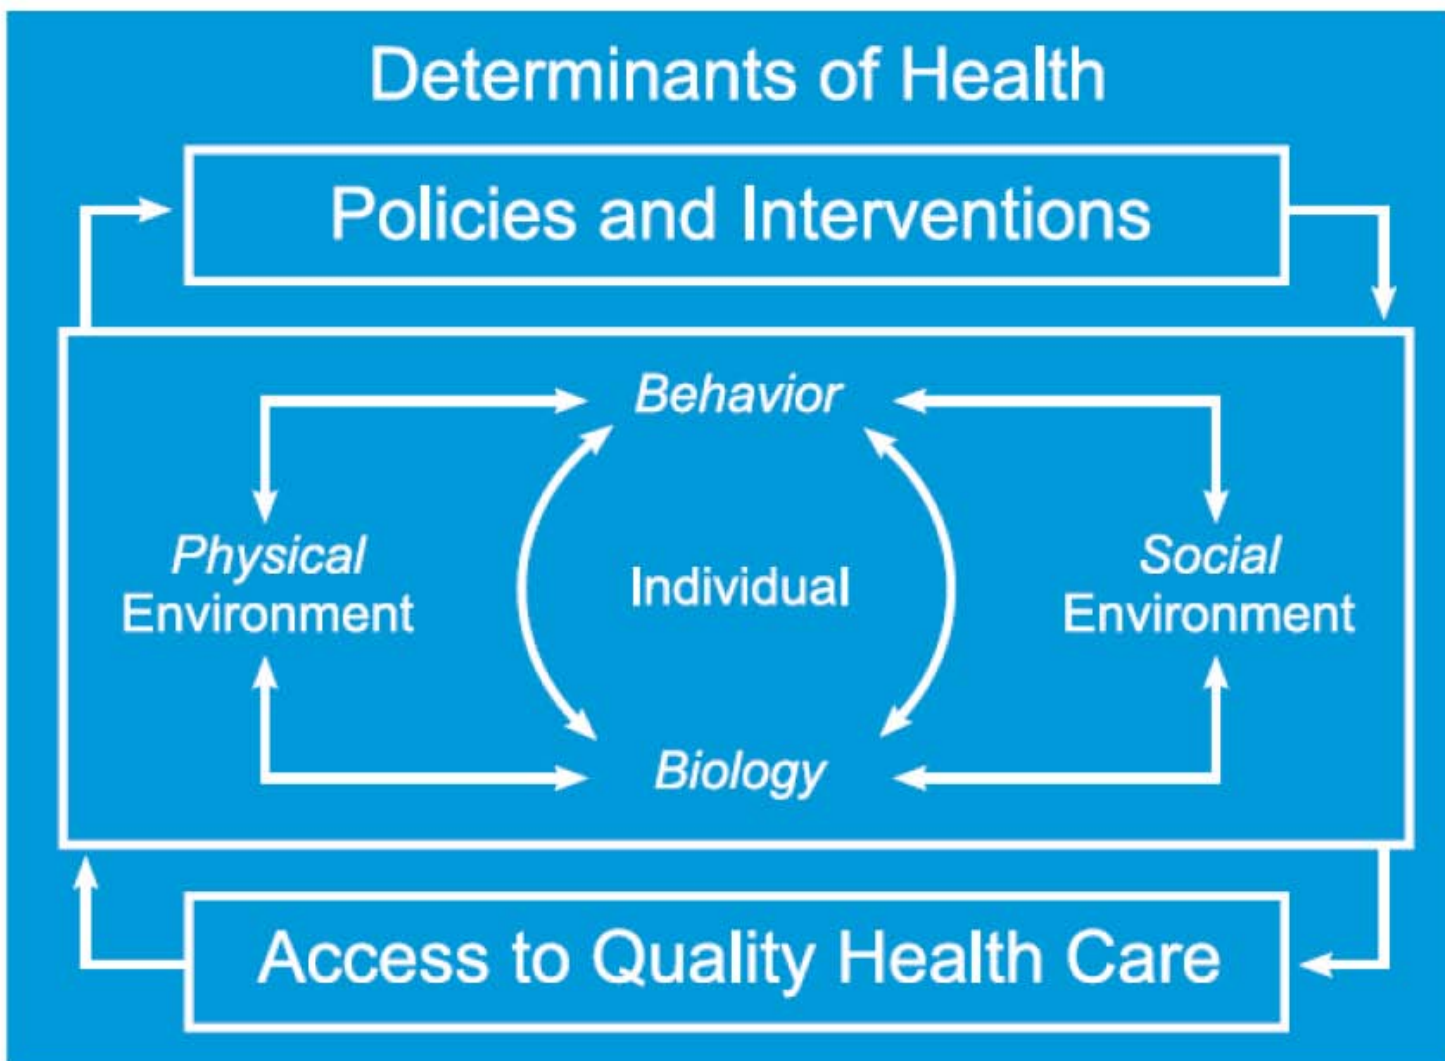 Determinants of Health
Policies and Interventions
Behavior
Physical
Environment
Individual
Social
Environment
Biology
Access to Quality Health Care